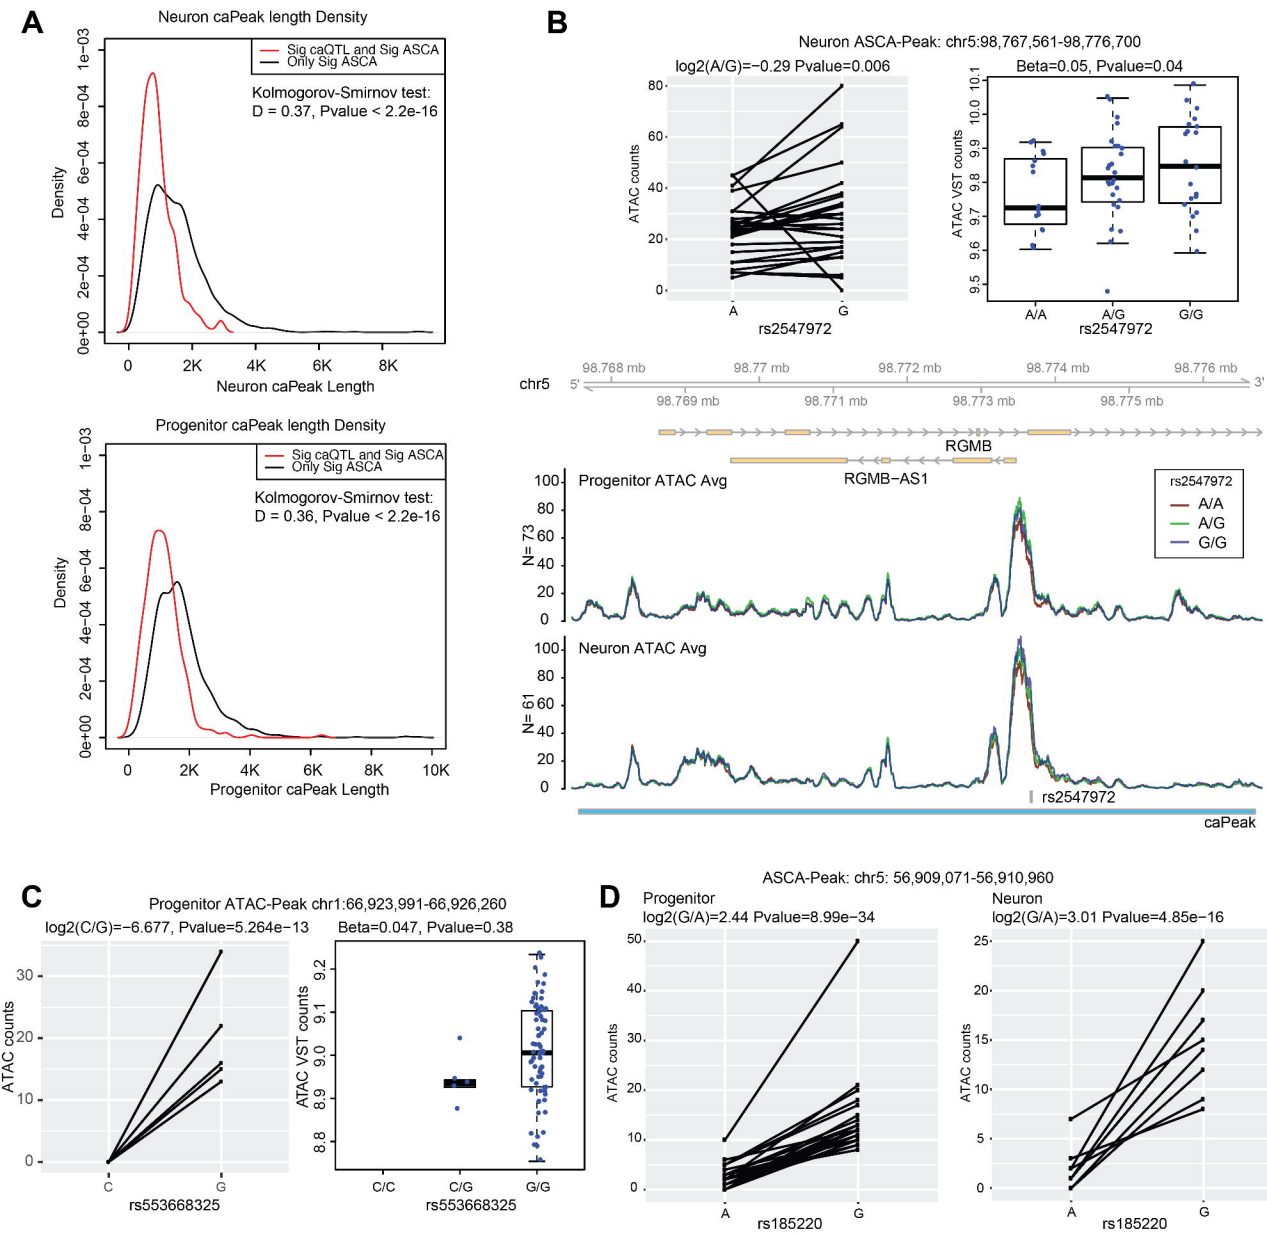 A
Neuron caPeak length Density
Sig caQTL and Sig ASCA
Only Sig ASCA
Kolmogorov-Smirnov test:
D = 0.37, Pvalue < 2.2e-16
Density
0e+00 2e-04 4e-04 6e-04 8e-04 1e-03
0 2K 4K 6K 8K
Neuron caPeak Length
Progenitor caPeak length Density
Sig caQTL and Sig ASCA
Only Sig ASCA
Kolmogorov-Smirnov test:
D = 0.36, Pvalue < 2.2e-16
Density
0e+00 2e-04 4e-04 6e-04 8e-04 1e-03
0 2K 4K 6K 8K 10K
Progenitor caPeak Length
B
Neuron ASCA-Peak: chr5:98,767,561-98,776,700
log2(A/G)=−0.29 Pvalue=0.006
ATAC counts
80
60
40
20
0
A G
rs2547972
Beta=0.05, Pvalue=0.04
ATAC VST counts
9.5 9.6 9.7 9.8 9.9 10.0 10.1
A/A A/G G/G
rs2547972
98.768 mb 98.77 mb 98.772 mb 98.774 mb 98.776 mb
chr5 5' 3'
98.769 mb 98.771 mb 98.773 mb 98.775 mb
RGMB
RGMB−AS1
Progenitor ATAC Avg
N= 73
100
80
60
40
20
0
rs2547972
A/A
A/G
G/G
Neuron ATAC Avg
N= 61
100
80
60
40
20
0
rs2547972
caPeak
C
Progenitor ATAC-Peak chr1:66,923,991-66,926,260
log2(C/G)=−6.677, Pvalue=5.264e−13
ATAC counts
30
20
10
0
C G
rs553668325
Beta=0.047, Pvalue=0.38
ATAC VST counts
8.8 8.9 9.0 9.1 9.2
C/C C/G G/G
rs553668325
D
ASCA-Peak: chr5: 56,909,071-56,910,960
Progenitor
log2(G/A)=2.44 Pvalue=8.99e−34
ATAC counts
50
40
30
20
10
0
A G
rs185220
Neuron
log2(G/A)=3.01 Pvalue=4.85e−16
ATAC counts
25
20
15
10
5
0
A G
rs185220